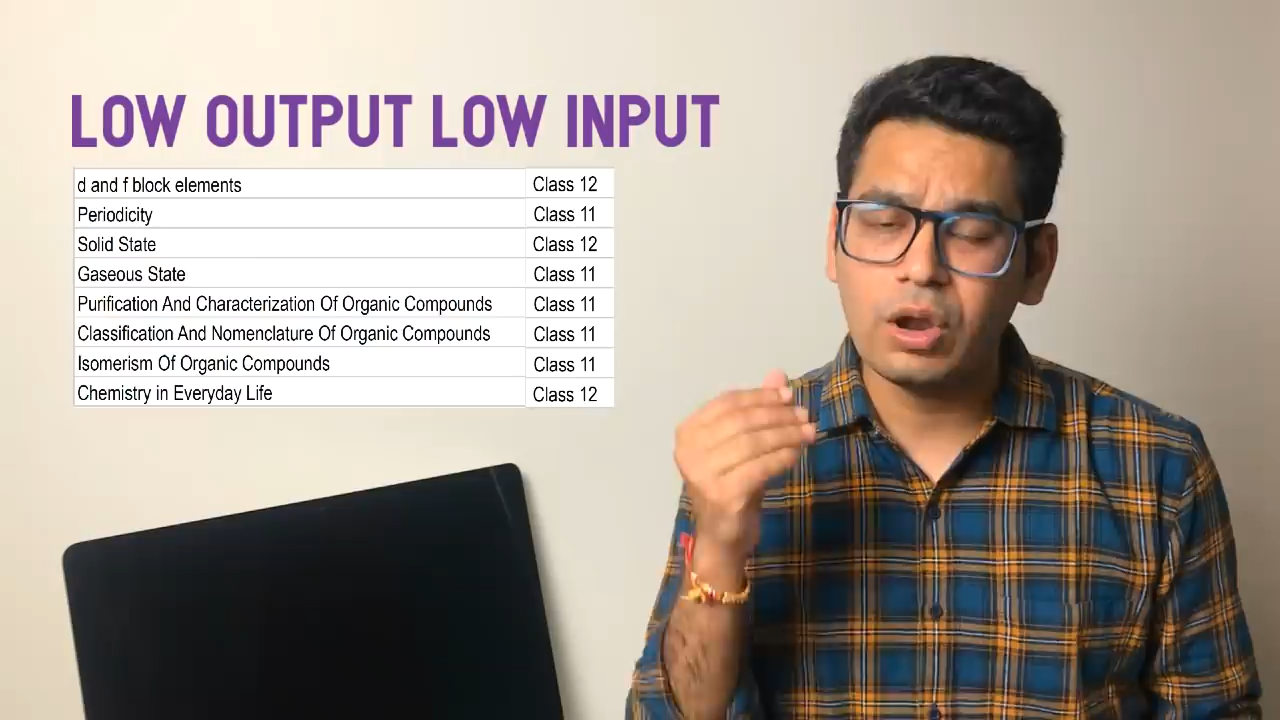 LOW OUTPUT LOW INPUT
d and f block elements Class 12
Periodicity Class 11
Solid State Class 12
Gaseous State Class 11
Purification And Characterization Of Organic Compounds Class 11
Classification And Nomenclature Of Organic Compounds Class 11
Isomerism Of Organic Compounds Class 11
Chemistry in Everyday Life Class 12